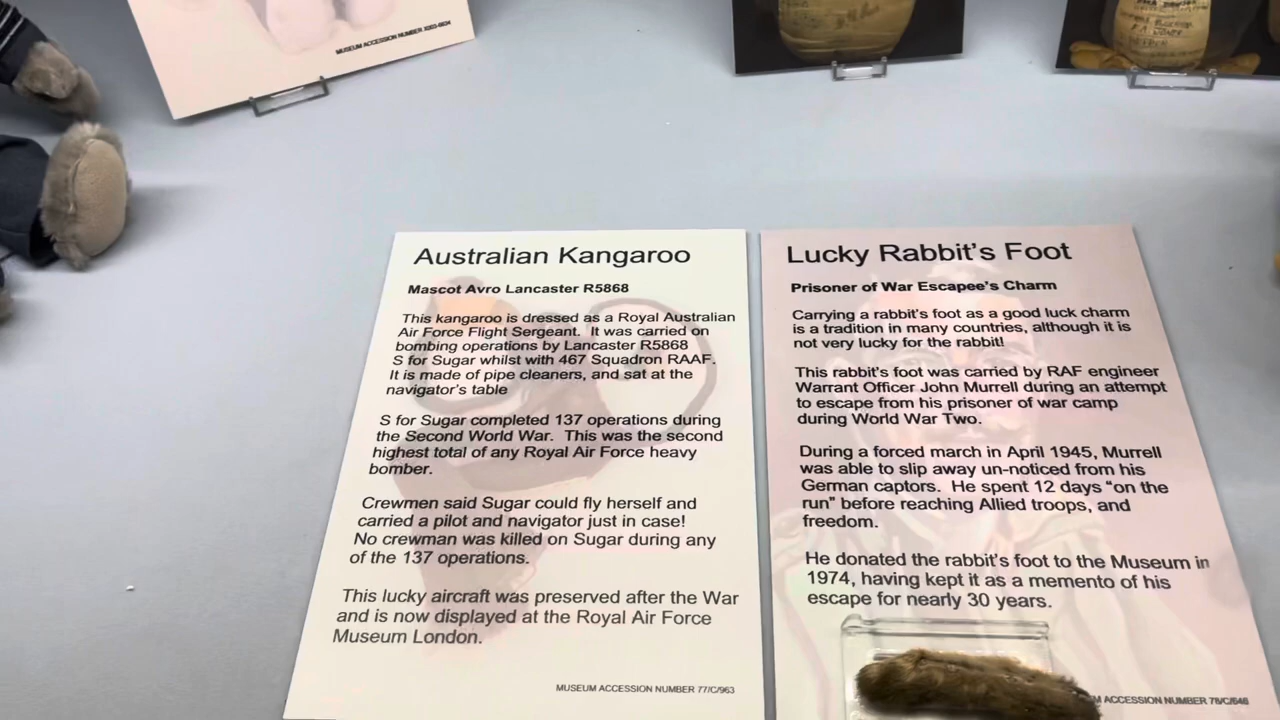 MUSEUM ACCESSION NUMBER X003-6634
Australian Kangaroo
Mascot Avro Lancaster R5868
This kangaroo is dressed as a Royal Australian
Air Force Flight Sergeant. It was carried on
bombing operations by Lancaster R5868
S for Sugar whilst with 467 Squadron RAAF.
It is made of pipe cleaners, and sat at the
navigator's table
S for Sugar completed 137 operations during
the Second World War. This was the second
highest total of any Royal Air Force heavy
bomber.
Crewmen said Sugar could fly herself and
carried a pilot and navigator just in case!
No crewman was killed on Sugar during any
of the 137 operations.
This lucky aircraft was preserved after the War
and is now displayed at the Royal Air Force
Museum London.
MUSEUM ACCESSION NUMBER 77/C/963
Lucky Rabbit's Foot
Prisoner of War Escapee's Charm
Carrying a rabbit's foot as a good luck charm
is a tradition in many countries, although it is
not very lucky for the rabbit!
This rabbit's foot was carried by RAF engineer
Warrant Officer John Murrell during an attempt
to escape from his prisoner of war camp
during World War Two.
During a forced march in April 1945, Murrell
was able to slip away un-noticed from his
German captors. He spent 12 days "on the
run" before reaching Allied troops, and
freedom.
He donated the rabbit's foot to the Museum in
1974, having kept it as a memento of his
escape for nearly 30 years.
M ACCESSION NUMBER 78/C/646